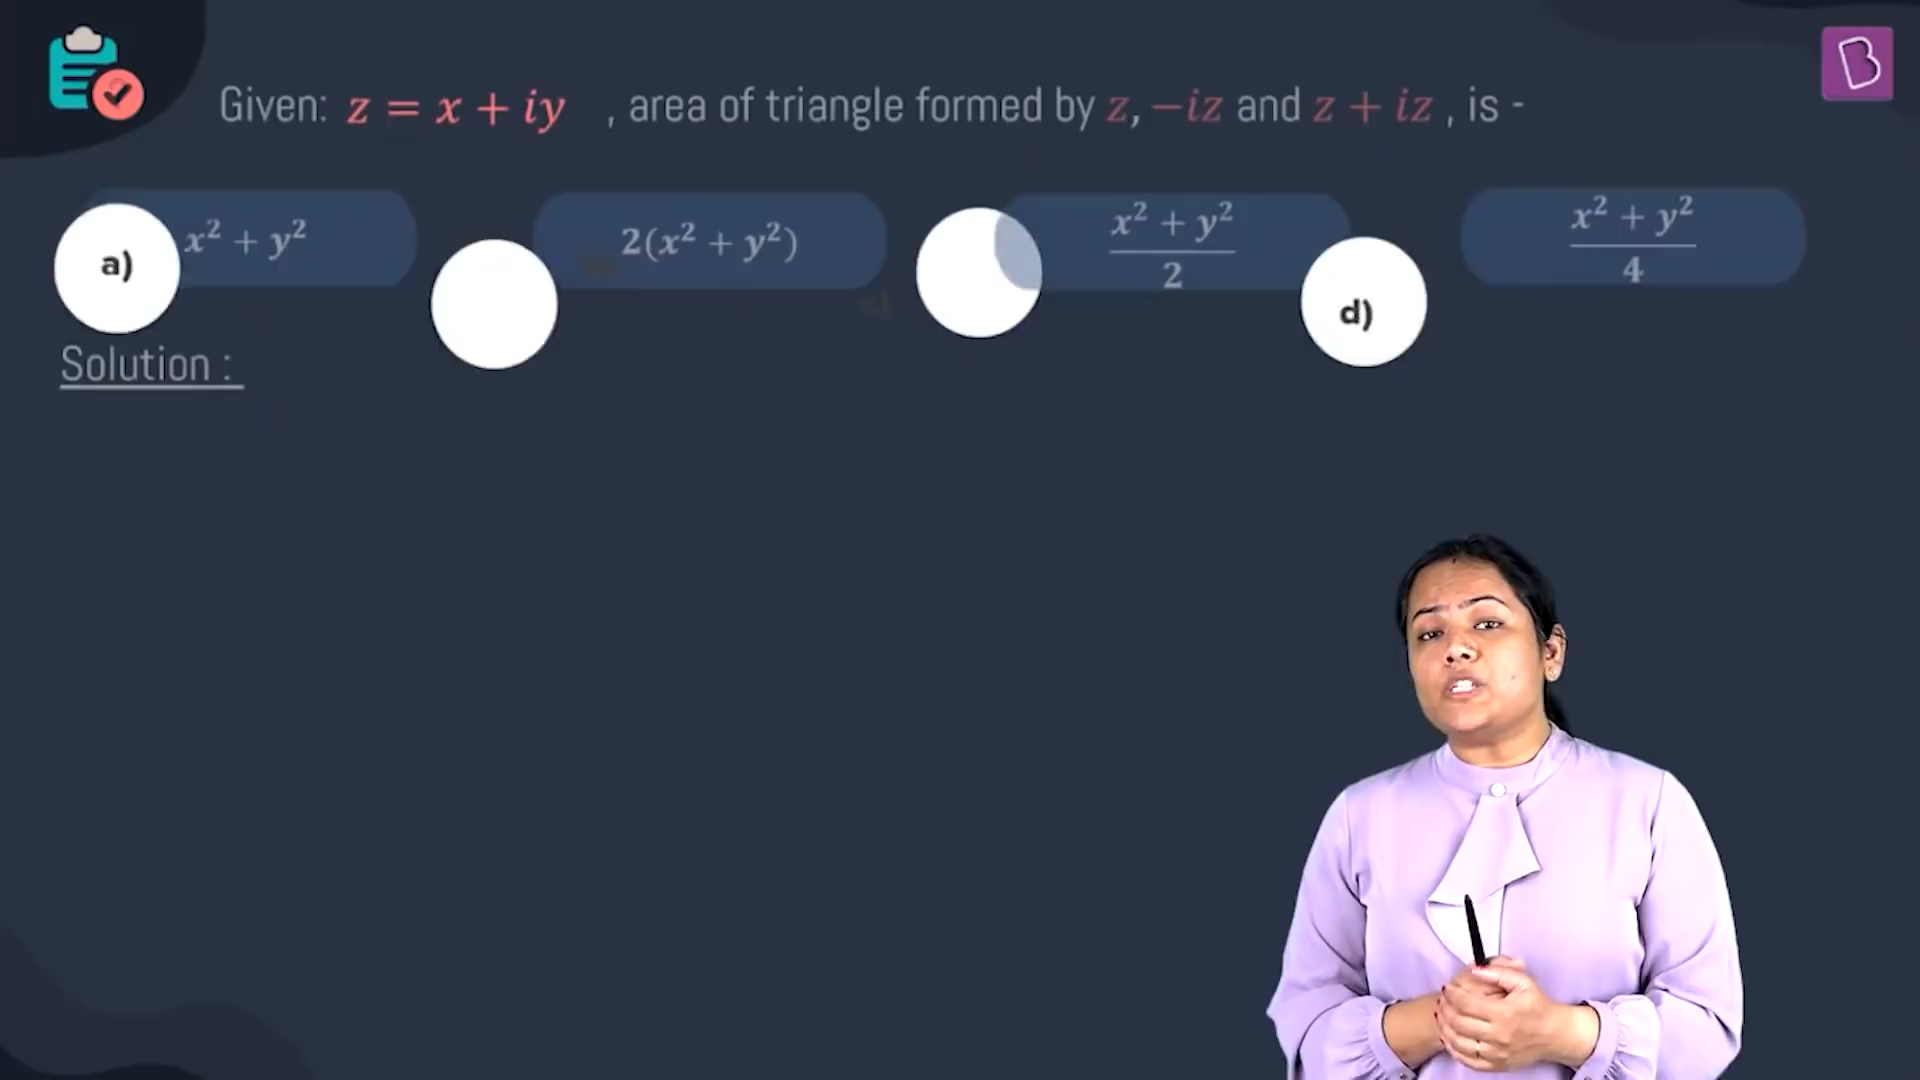 Given: z = x + iy , area of triangle formed by z, −iz and z + iz , is -
a) x² + y²
2(x² + y²)
x² + y²
2
d)
x² + y²
4
Solution :